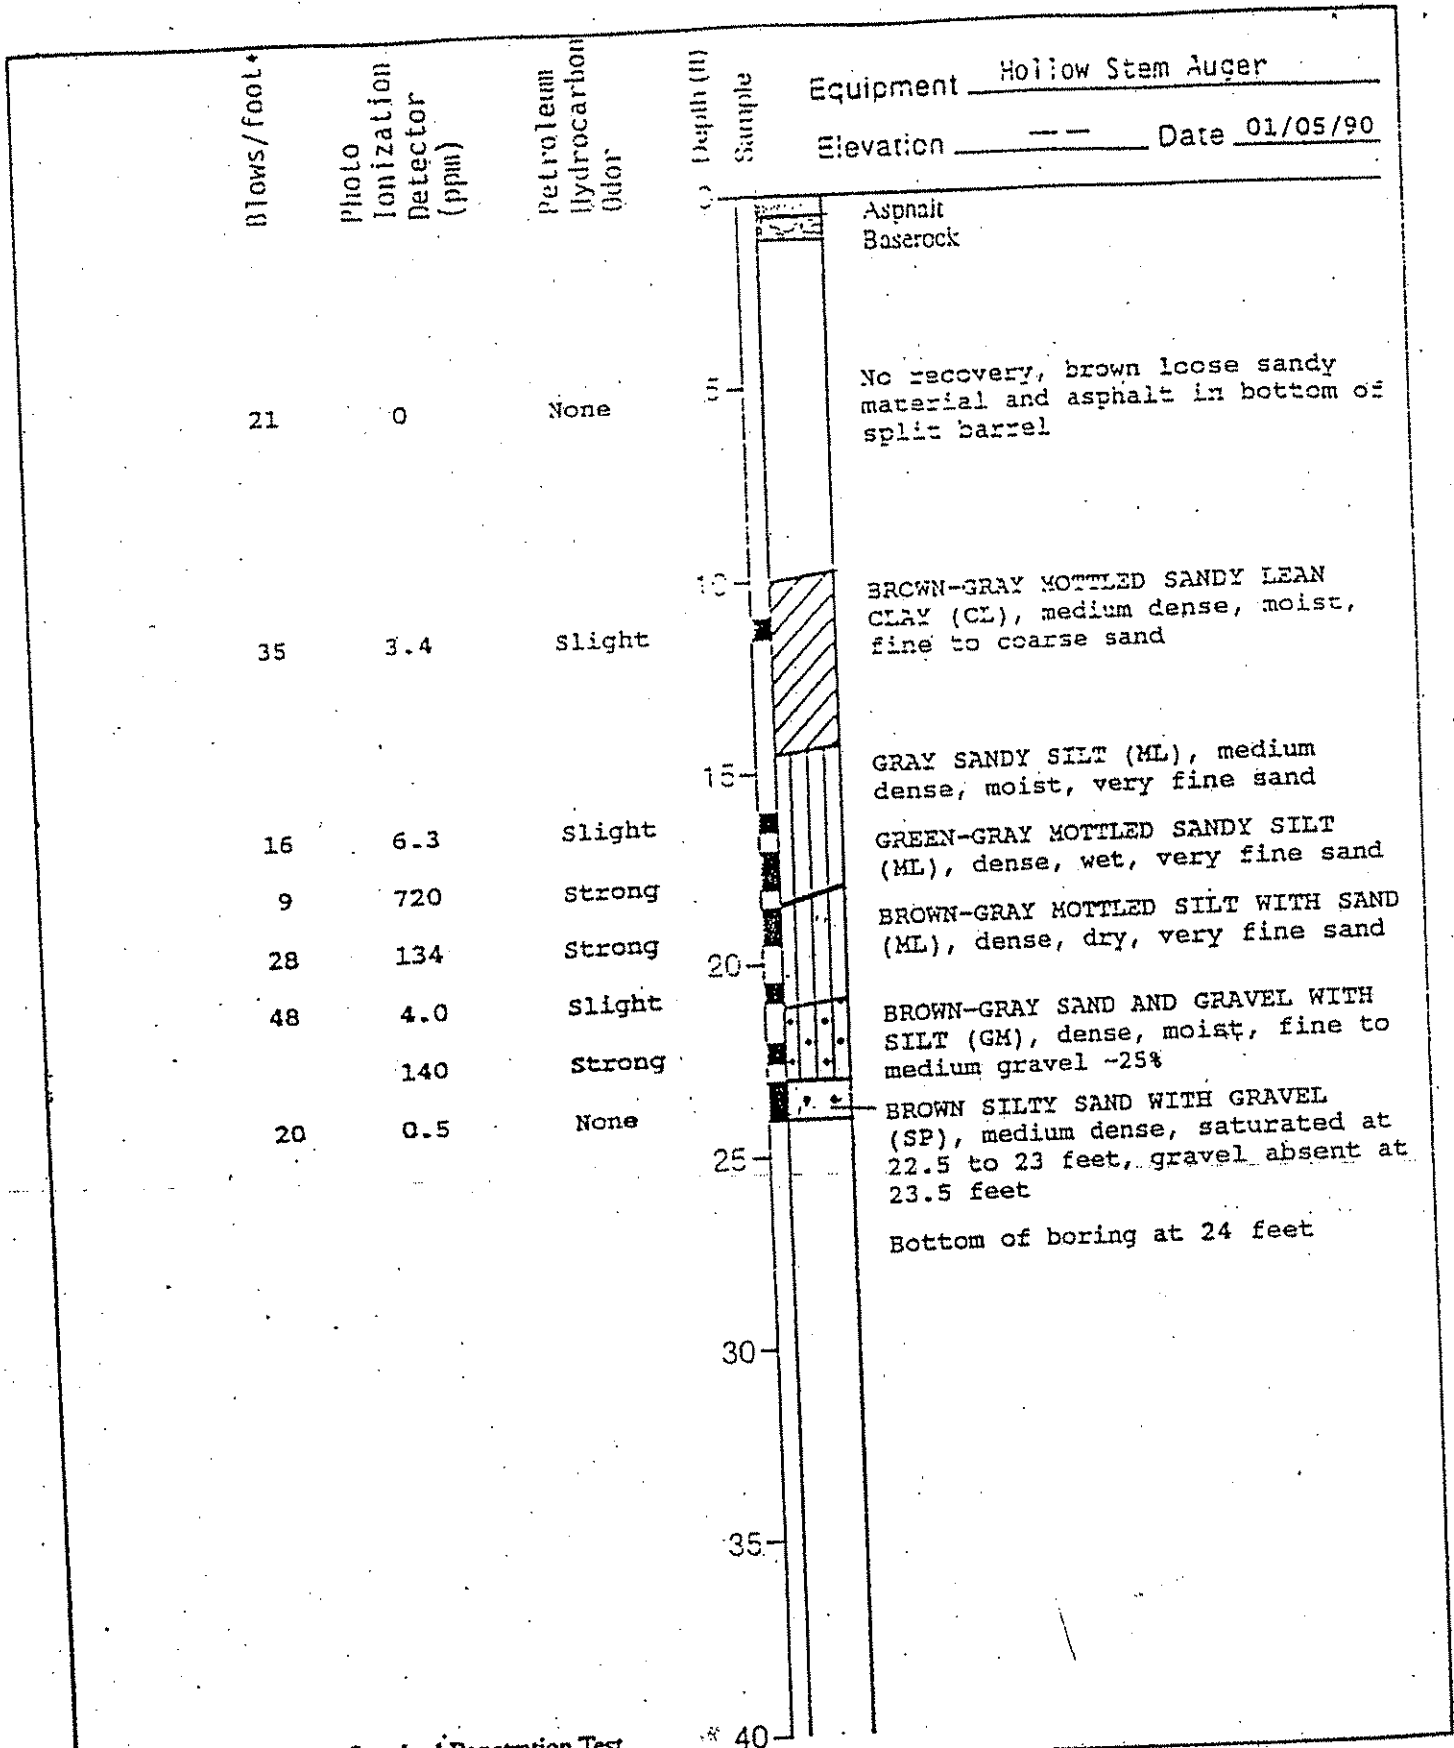 Equipment Hollow Stem Auger
Elevation -- Date 01/05/90
Blows/foot*
Photo
Ionization
Detector
(ppm)
Petroleum
Hydrocarbon
Odor
Depth (ft)
Sample
0
Asphalt
Baserock
5
21 0 None
No recovery, brown loose sandy
material and asphalt in bottom of
split barrel
10
BROWN-GRAY MOTTLED SANDY LEAN
CLAY (CL), medium dense, moist,
fine to coarse sand
35 3.4 Slight
15
GRAY SANDY SILT (ML), medium
dense, moist, very fine sand
16 6.3 Slight
GREEN-GRAY MOTTLED SANDY SILT
(ML), dense, wet, very fine sand
9 720 Strong
BROWN-GRAY MOTTLED SILT WITH SAND
(ML), dense, dry, very fine sand
28 134 Strong
20
48 4.0 Slight
BROWN-GRAY SAND AND GRAVEL WITH
SILT (GM), dense, moist, fine to
medium gravel ~25%
140 Strong
20 0.5 None
BROWN SILTY SAND WITH GRAVEL
(SP), medium dense, saturated at
22.5 to 23 feet, gravel absent at
23.5 feet
25
Bottom of boring at 24 feet
30
35
40
Penetration Test